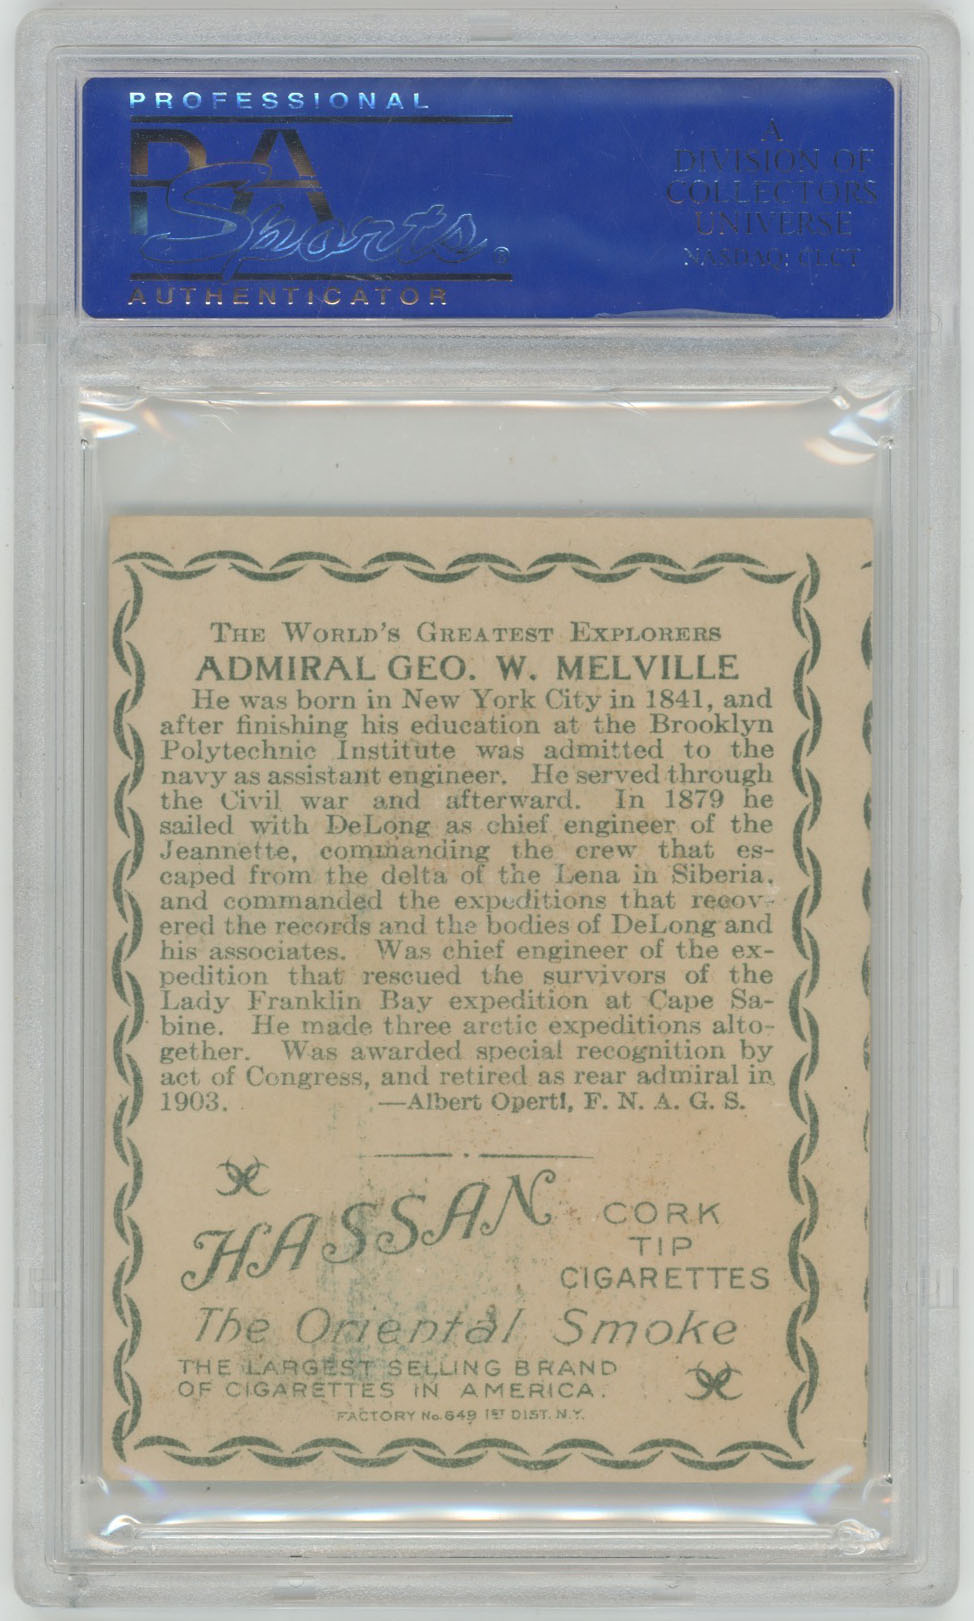 PROFESSIONAL
PSA
Sports®
AUTHENTICATOR
A
DIVISION OF
COLLECTORS
UNIVERSE
NASDAQ: CLCT
THE WORLD'S GREATEST EXPLORERS
ADMIRAL GEO. W. MELVILLE
He was born in New York City in 1841, and
after finishing his education at the Brooklyn
Polytechnic Institute was admitted to the
navy as assistant engineer. He served through
the Civil war and afterward. In 1879 he
sailed with DeLong as chief engineer of the
Jeannette, commanding the crew that es-
caped from the delta of the Lena in Siberia,
and commanded the expeditions that recov-
ered the records and the bodies of DeLong and
his associates. Was chief engineer of the ex-
pedition that rescued the survivors of the
Lady Franklin Bay expedition at Cape Sa-
bine. He made three arctic expeditions alto-
gether. Was awarded special recognition by
act of Congress, and retired as rear admiral in
1903. —Albert Operti, F. N. A. G. S.
HASSAN CORK
TIP
CIGARETTES
The Oriental Smoke
THE LARGEST SELLING BRAND
OF CIGARETTES IN AMERICA.
FACTORY No. 649 1ST DIST. N.Y.